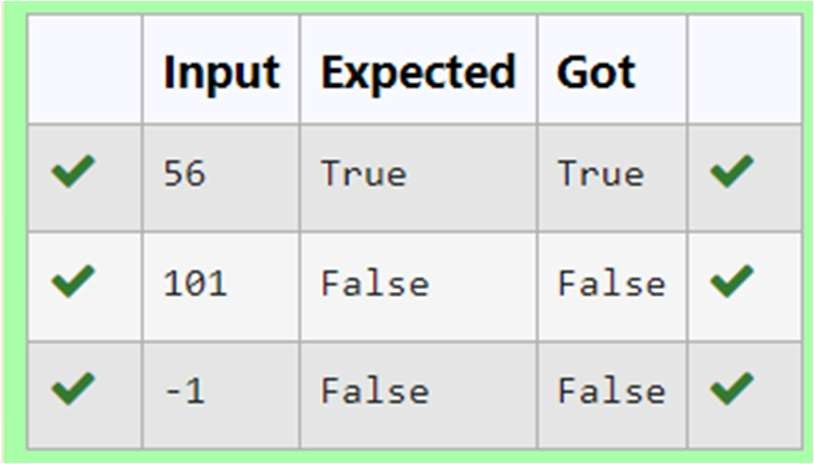 Input Expected Got
56 True True
101 False False
-1 False False